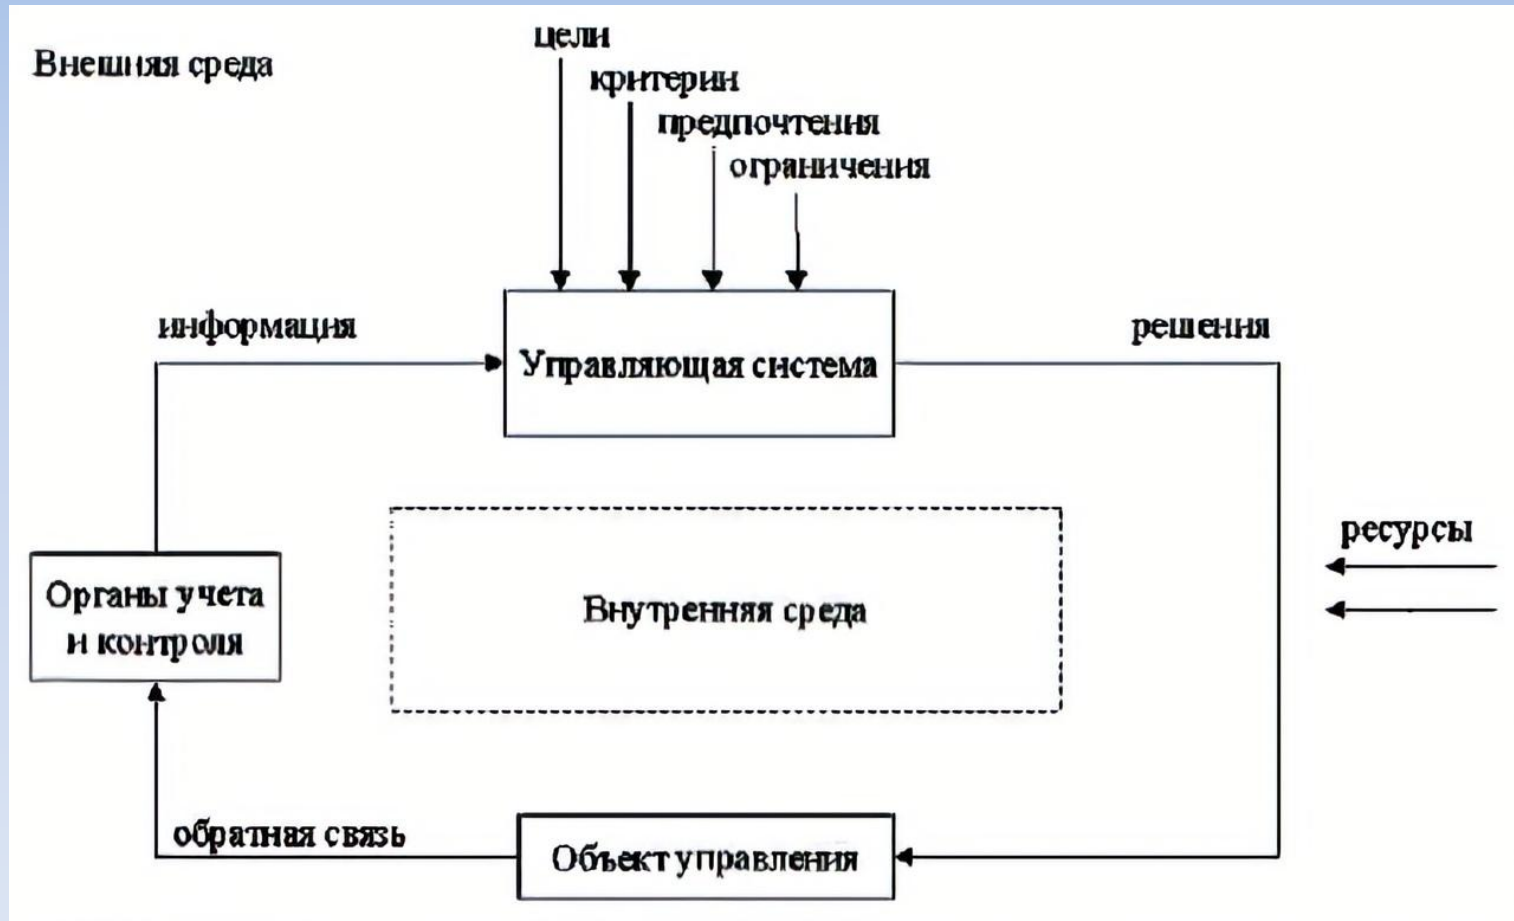 цели
Внешняя среда
критерии
предпочтения
ограничения
информация
решения
Управляющая система
ресурсы
Органы учета
и контроля
Внутренняя среда
обратная связь
Объект управления